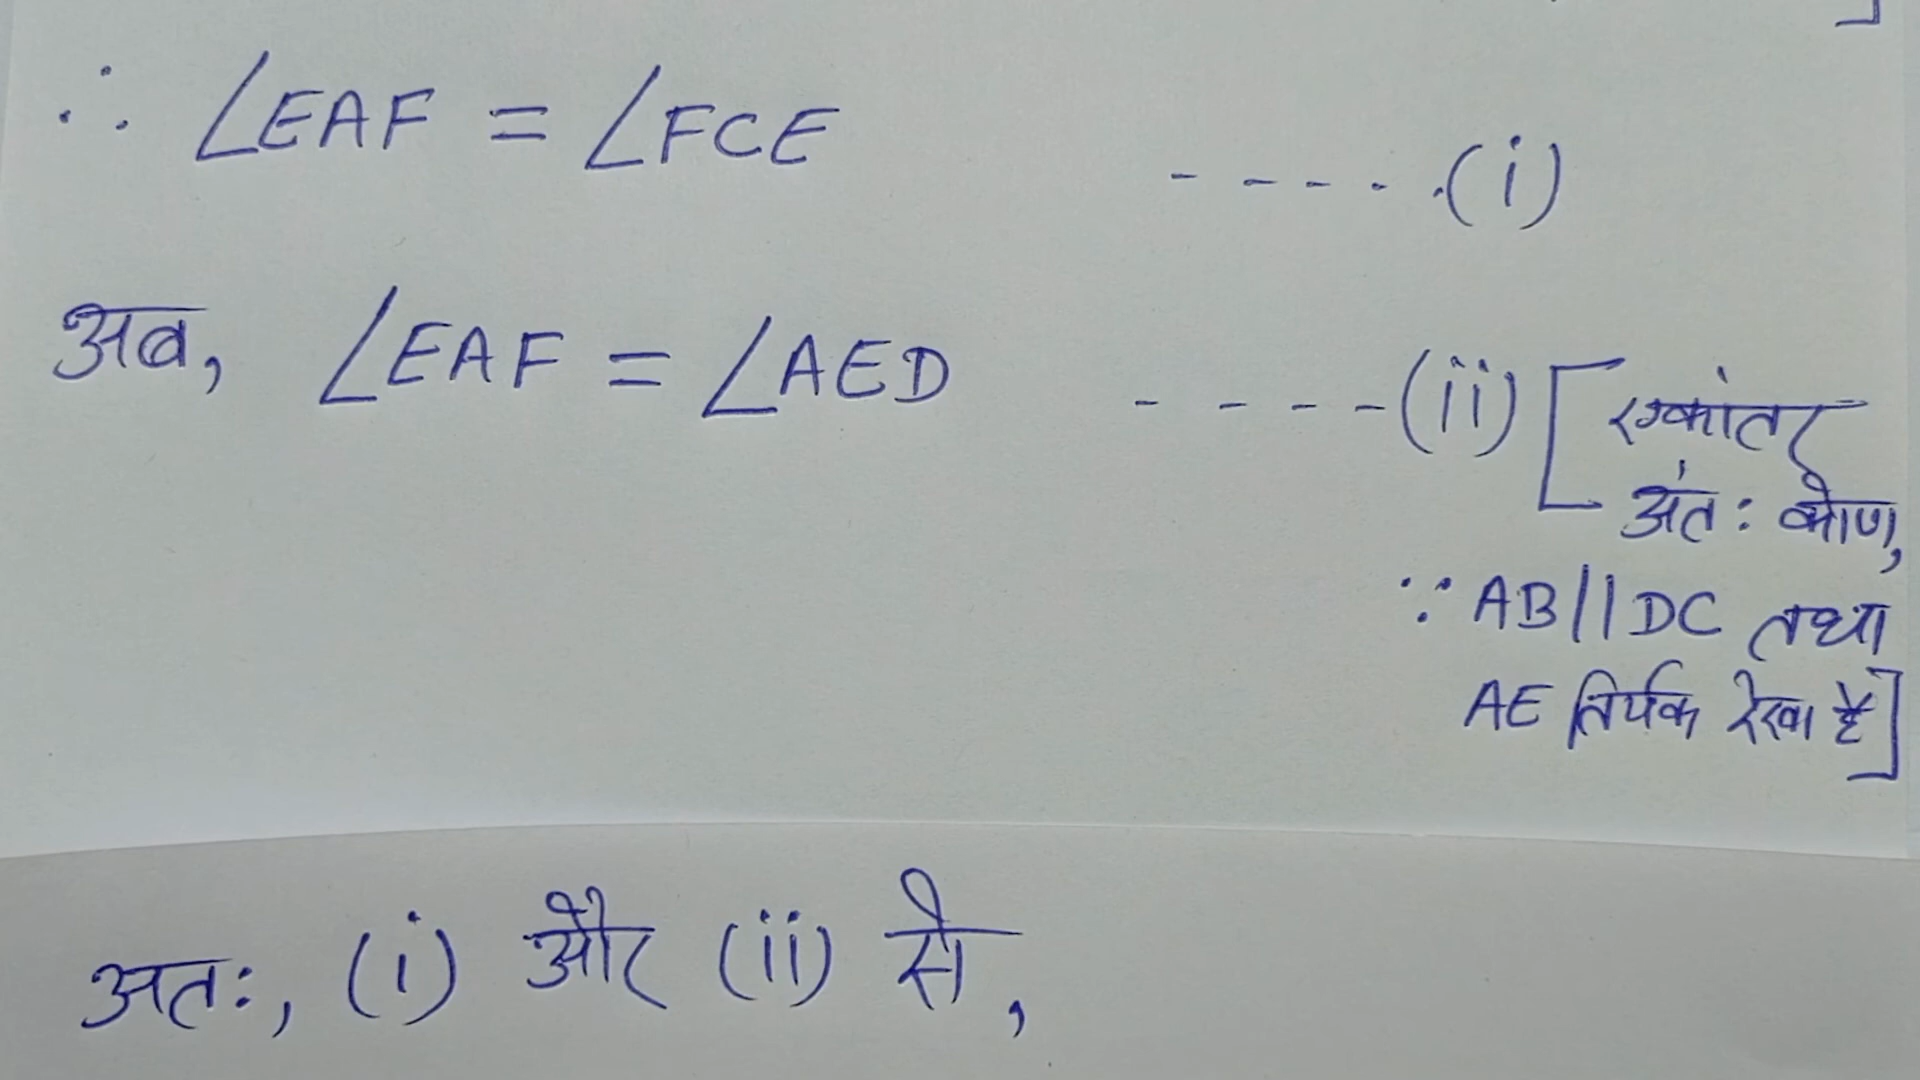 ]
∴ ∠EAF = ∠FCE -----(i)
अब, ∠EAF = ∠AED -----(ii) [एकांतर
अंत: कोण,
∵ AB||DC तथा
AE तिर्यक रेखा है]
अतः, (i) और (ii) से,